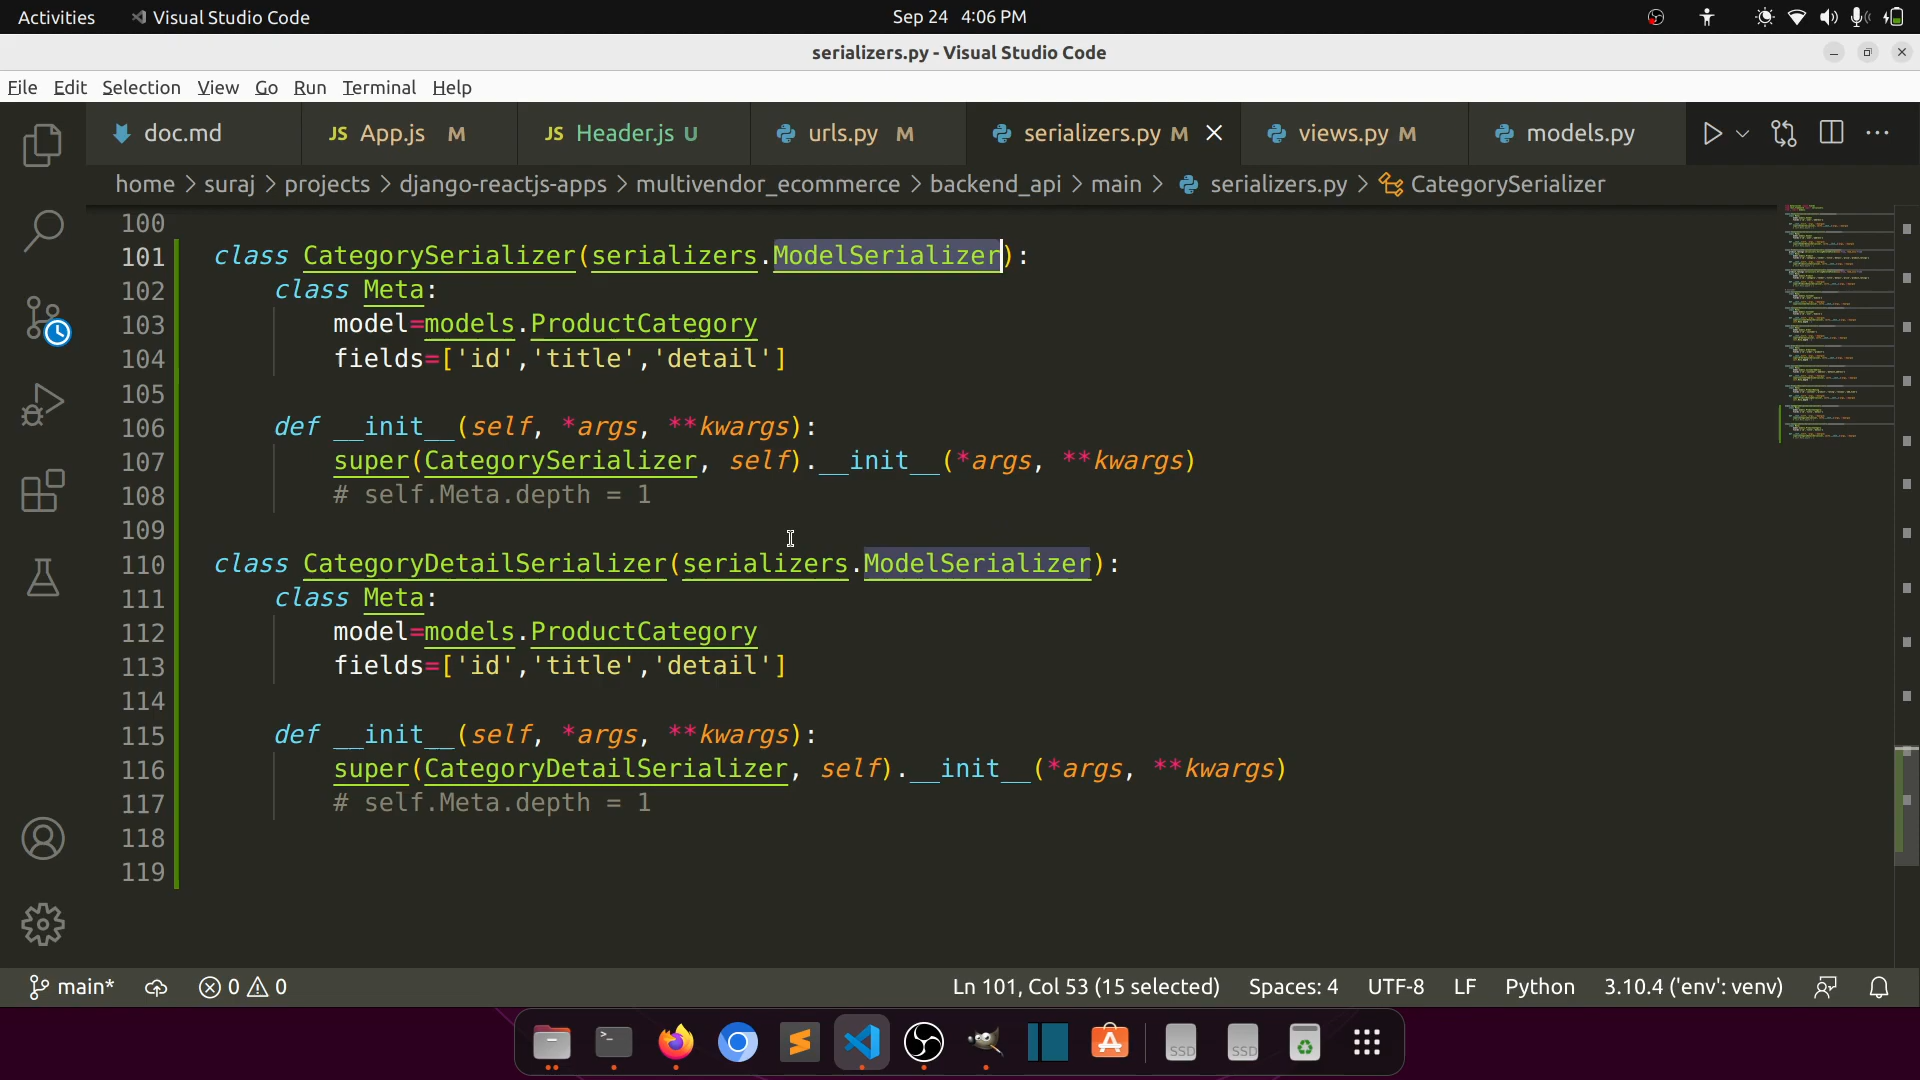 Activities Visual Studio Code Sep 24 4:06 PM
serializers.py - Visual Studio Code
File Edit Selection View Go Run Terminal Help
doc.md JS App.js M JS Header.js U urls.py M serializers.py M views.py M models.py
home > suraj > projects > django-reactjs-apps > multivendor_ecommerce > backend_api > main > serializers.py > CategorySerializer
100
101 class CategorySerializer(serializers.ModelSerializer):
102     class Meta:
103         model=models.ProductCategory
104         fields=['id','title','detail']
105
106     def __init__(self, *args, **kwargs):
107         super(CategorySerializer, self).__init__(*args, **kwargs)
108         # self.Meta.depth = 1
109
110 class CategoryDetailSerializer(serializers.ModelSerializer):
111     class Meta:
112         model=models.ProductCategory
113         fields=['id','title','detail']
114
115     def __init__(self, *args, **kwargs):
116         super(CategoryDetailSerializer, self).__init__(*args, **kwargs)
117         # self.Meta.depth = 1
118
119
main* 0 0 Ln 101, Col 53 (15 selected) Spaces: 4 UTF-8 LF Python 3.10.4 ('env': venv)
SSD SSD